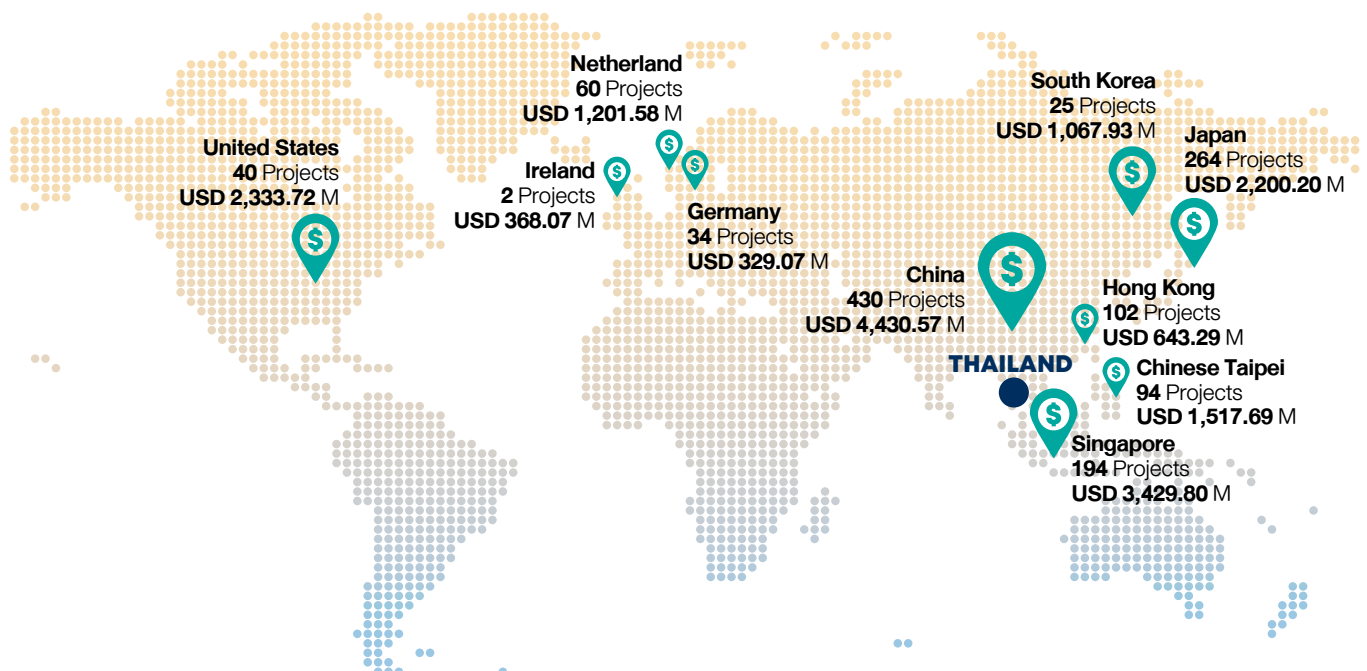 Netherland
60 Projects
USD 1,201.58 M
South Korea
25 Projects
USD 1,067.93 M
Japan
264 Projects
USD 2,200.20 M
United States
40 Projects
USD 2,333.72 M
Ireland
2 Projects
USD 368.07 M
Germany
34 Projects
USD 329.07 M
China
430 Projects
USD 4,430.57 M
Hong Kong
102 Projects
USD 643.29 M
THAILAND
Chinese Taipei
94 Projects
USD 1,517.69 M
Singapore
194 Projects
USD 3,429.80 M